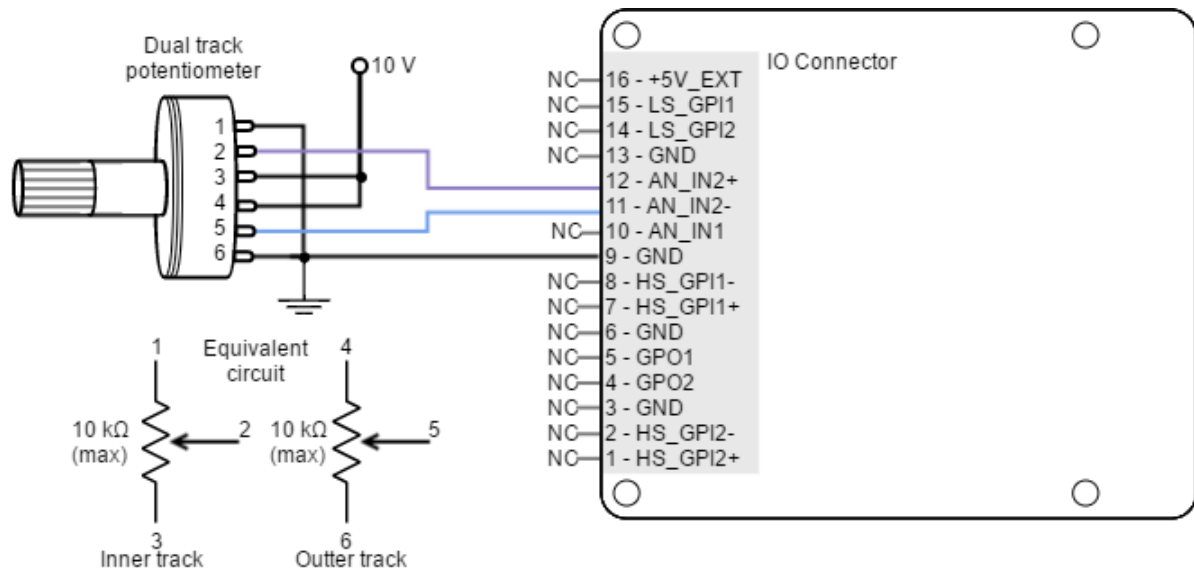 Dual track
potentiometer
10 V
1
2
3
4
5
6
IO Connector
NC 16 - +5V_EXT
NC 15 - LS_GPI1
NC 14 - LS_GPI2
NC 13 - GND
12 - AN_IN2+
11 - AN_IN2-
NC 10 - AN_IN1
9 - GND
NC 8 - HS_GPI1-
NC 7 - HS_GPI1+
NC 6 - GND
NC 5 - GPO1
NC 4 - GPO2
NC 3 - GND
NC 2 - HS_GPI2-
NC 1 - HS_GPI2+
Equivalent
circuit
1
10 kΩ
(max)
2
3
Inner track
4
10 kΩ
(max)
5
6
Outter track